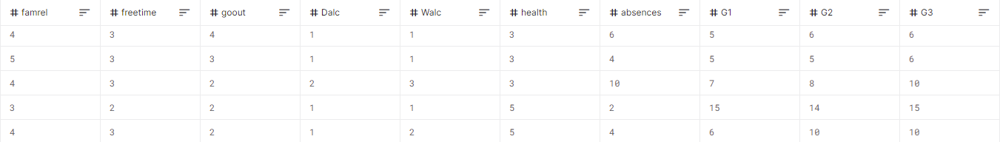 # famrel # freetime # goout # Dalc # Walc # health # absences # G1 # G2 # G3
4 3 4 1 1 3 6 5 6 6
5 3 3 1 1 3 4 5 5 6
4 3 2 2 3 3 10 7 8 10
3 2 2 1 1 5 2 15 14 15
4 3 2 1 2 5 4 6 10 10